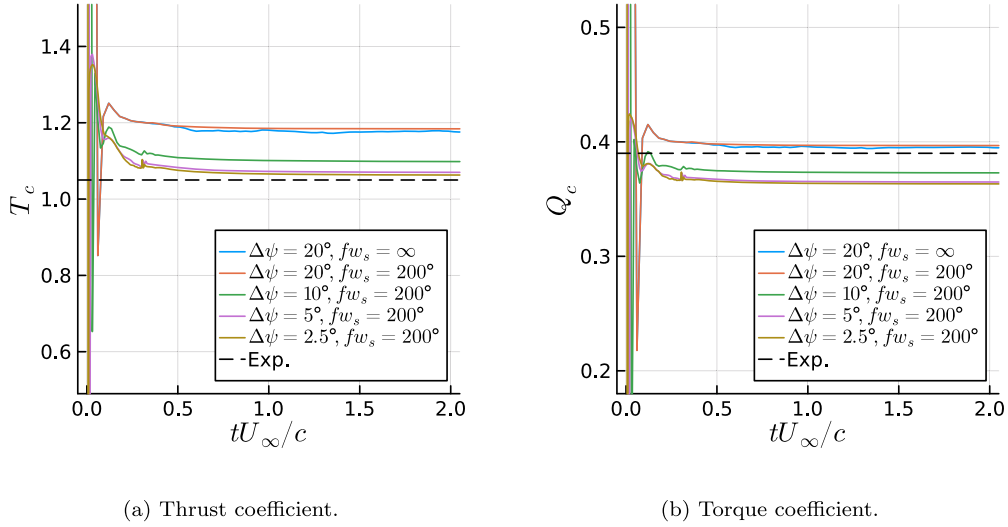 1.4
1.2
1.0
0.8
0.6
T_c
Δψ = 20°, fw_s = ∞
Δψ = 20°, fw_s = 200°
Δψ = 10°, fw_s = 200°
Δψ = 5°, fw_s = 200°
Δψ = 2.5°, fw_s = 200°
Exp.
0.0 0.5 1.0 1.5 2.0
tU_∞/c
(a) Thrust coefficient.
0.5
0.4
0.3
0.2
Q_c
Δψ = 20°, fw_s = ∞
Δψ = 20°, fw_s = 200°
Δψ = 10°, fw_s = 200°
Δψ = 5°, fw_s = 200°
Δψ = 2.5°, fw_s = 200°
Exp.
0.0 0.5 1.0 1.5 2.0
tU_∞/c
(b) Torque coefficient.